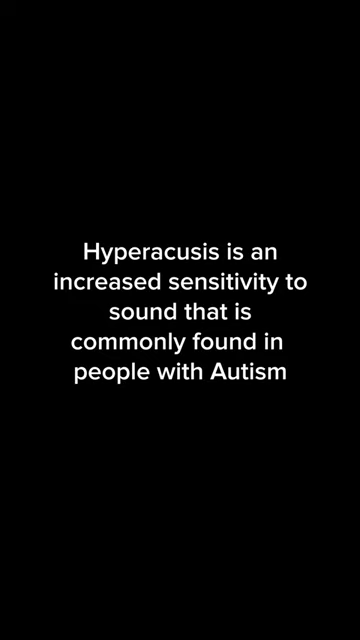 Hyperacusis is an
increased sensitivity to
sound that is
commonly found in
people with Autism